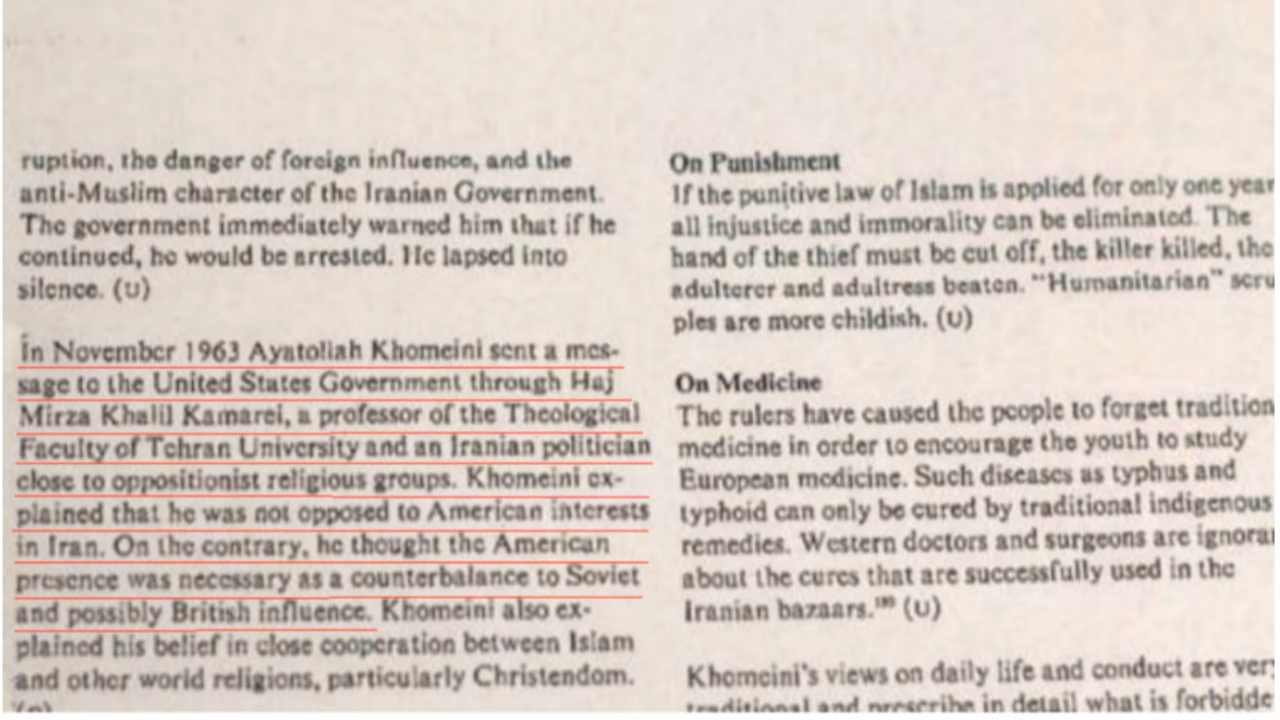 ruption, the danger of foreign influence, and the
anti-Muslim character of the Iranian Government.
The government immediately warned him that if he
continued, he would be arrested. He lapsed into
silence. (U)
In November 1963 Ayatollah Khomeini sent a mes-
sage to the United States Government through Haj
Mirza Khalil Kamarei, a professor of the Theological
Faculty of Tehran University and an Iranian politician
close to oppositionist religious groups. Khomeini ex-
plained that he was not opposed to American interests
in Iran. On the contrary, he thought the American
presence was necessary as a counterbalance to Soviet
and possibly British influence. Khomeini also ex-
plained his belief in close cooperation between Islam
and other world religions, particularly Christendom.
On Punishment
If the punitive law of Islam is applied for only one year
all injustice and immorality can be eliminated. The
hand of the thief must be cut off, the killer killed, the
adulterer and adultress beaten. "Humanitarian" scru
ples are more childish. (U)
On Medicine
The rulers have caused the people to forget tradition
medicine in order to encourage the youth to study
European medicine. Such diseases as typhus and
typhoid can only be cured by traditional indigenous
remedies. Western doctors and surgeons are ignora
about the cures that are successfully used in the
Iranian bazaars." (U)
Khomeini's views on daily life and conduct are very
traditional and prescribe in detail what is forbidde